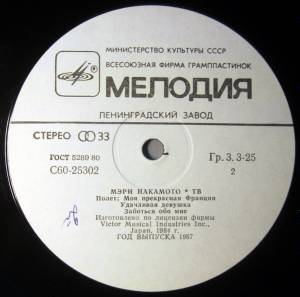 МИНИСТЕРСТВО КУЛЬТУРЫ СССР
ВСЕСОЮЗНАЯ ФИРМА ГРАМПЛАСТИНОК
МЕЛОДИЯ
ЛЕНИНГРАДСКИЙ ЗАВОД
СТЕРЕО 33
ГОСТ 5289 80
Гр. 3. 3-25
С60-25302
2
МЭРИ НАКАМОТО * ТВ
Полет; Моя прекрасная Франция
Удачливая девушка
Заботься обо мне
Изготовлено по лицензии фирмы
Victor Musical Industries Inc.,
Japan, 1984 г.
ГОД ВЫПУСКА 1987